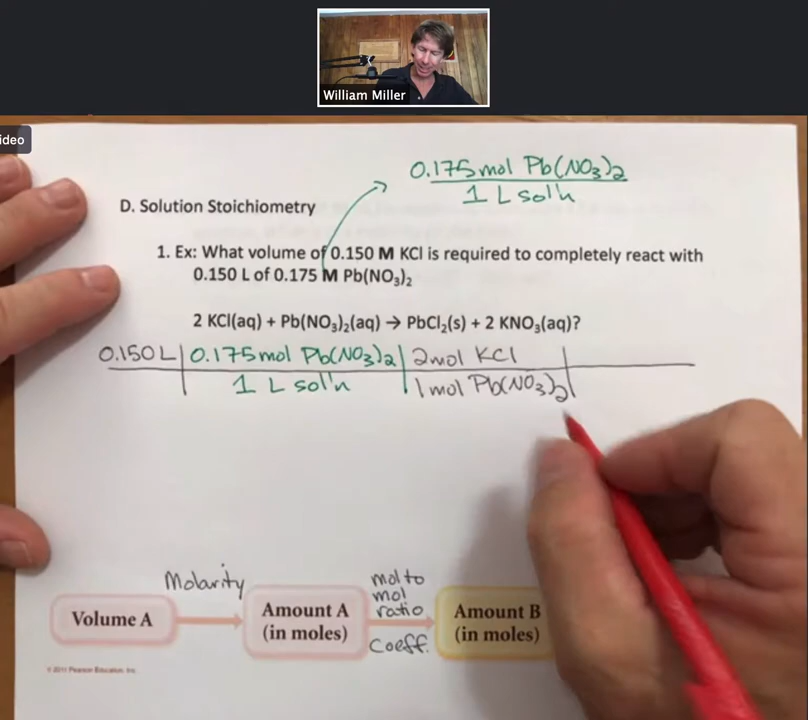 William Miller
ideo
0.175 mol Pb(NO₃)₂
1 L sol'n
D. Solution Stoichiometry
1. Ex: What volume of 0.150 M KCl is required to completely react with
0.150 L of 0.175 M Pb(NO₃)₂
2 KCl(aq) + Pb(NO₃)₂(aq) → PbCl₂(s) + 2 KNO₃(aq)?
0.150 L | 0.175 mol Pb(NO₃)₂ | 2 mol KCl |
1 L sol'n | 1 mol Pb(NO₃)₂ |
Molarity
mol to
mol
ratio
coeff.
Volume A
Amount A
(in moles)
Amount B
(in moles)
© 2011 Pearson Education, Inc.